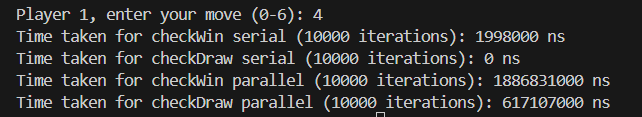 Player 1, enter your move (0-6): 4
Time taken for checkWin serial (10000 iterations): 1998000 ns
Time taken for checkDraw serial (10000 iterations): 0 ns
Time taken for checkWin parallel (10000 iterations): 1886831000 ns
Time taken for checkDraw parallel (10000 iterations): 617107000 ns